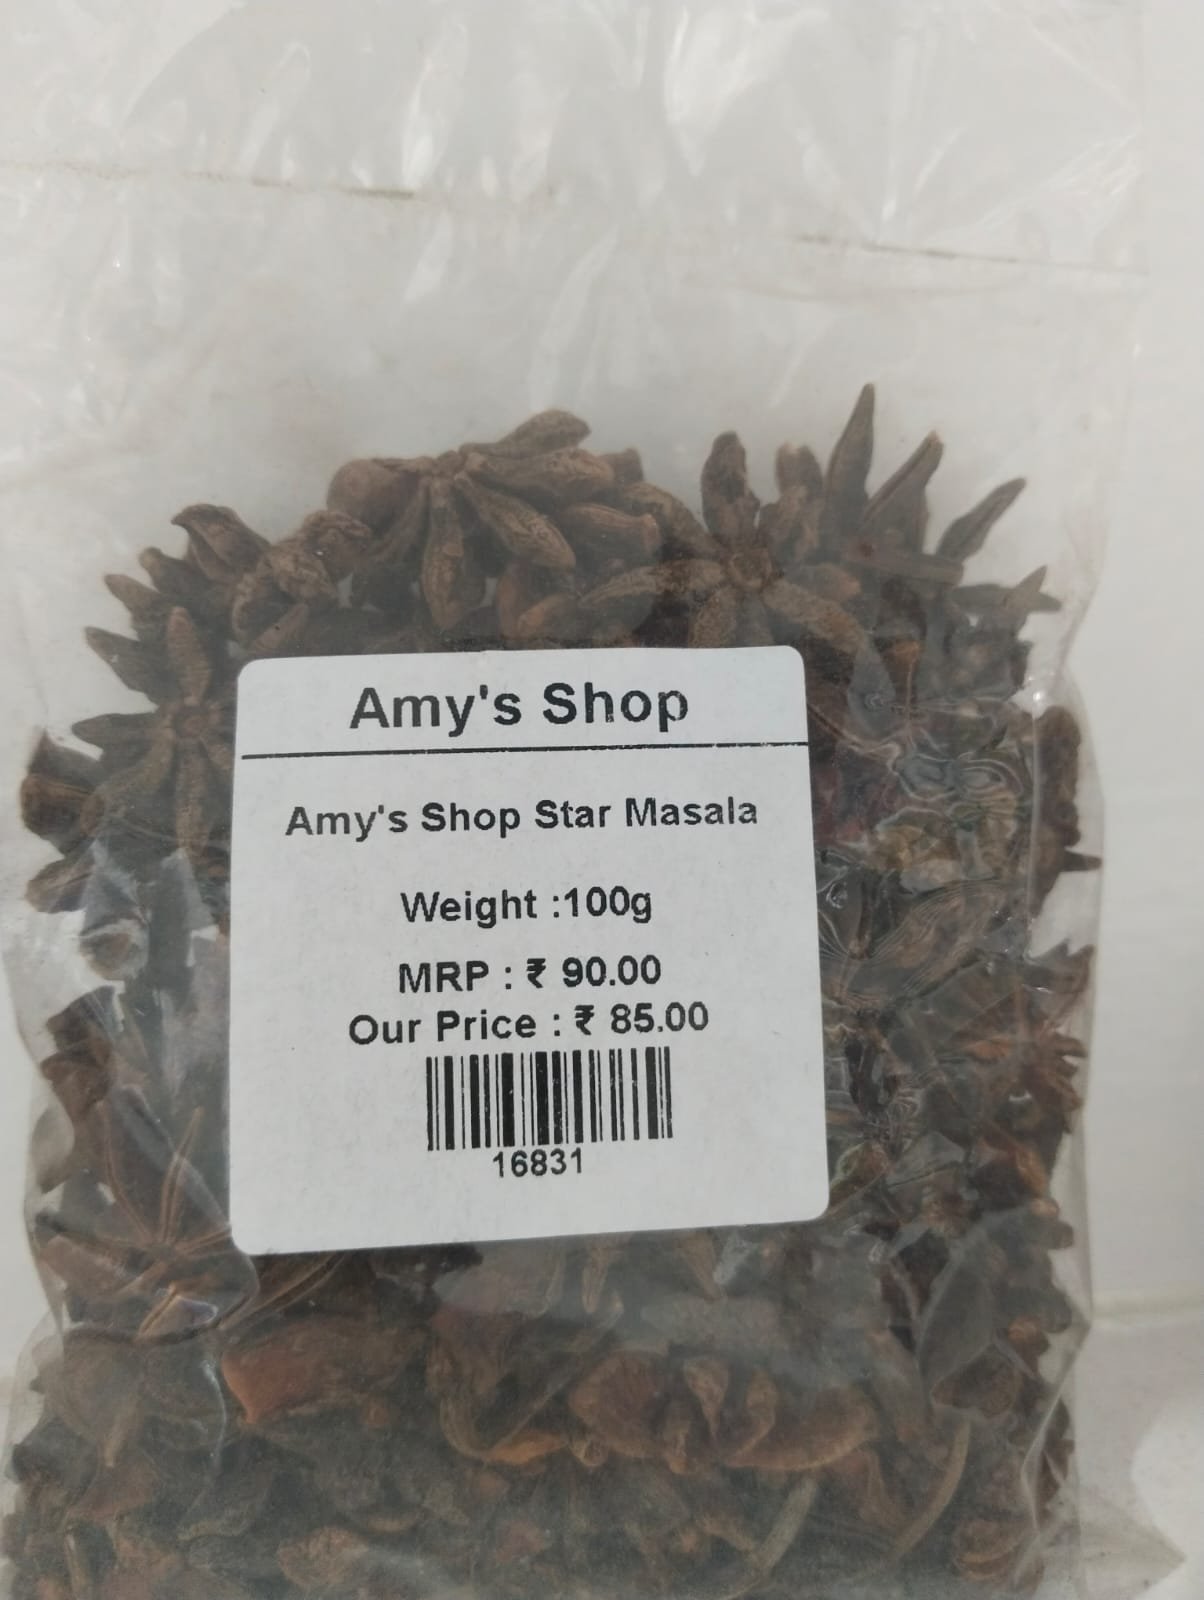 Amy's Shop
Amy's Shop Star Masala
Weight :100g
MRP : ₹ 90.00
Our Price : ₹ 85.00
16831